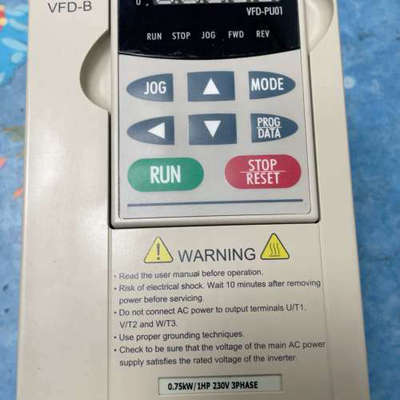 VFD-B
VFD-PU01
RUN STOP JOG FWD REV
JOG
MODE
PROG
DATA
RUN
STOP
RESET
WARNING
• Read the user manual before operation.
• Risk of electrical shock. Wait 10 minutes after removing
power before servicing.
• Do not connect AC power to output terminals U/T1.
V/T2 and W/T3.
• Use proper grounding techniques.
• Check to be sure that the voltage of the main AC power
supply satisfies the rated voltage of the inverter.
0.75kW/1HP 230V 3PHASE